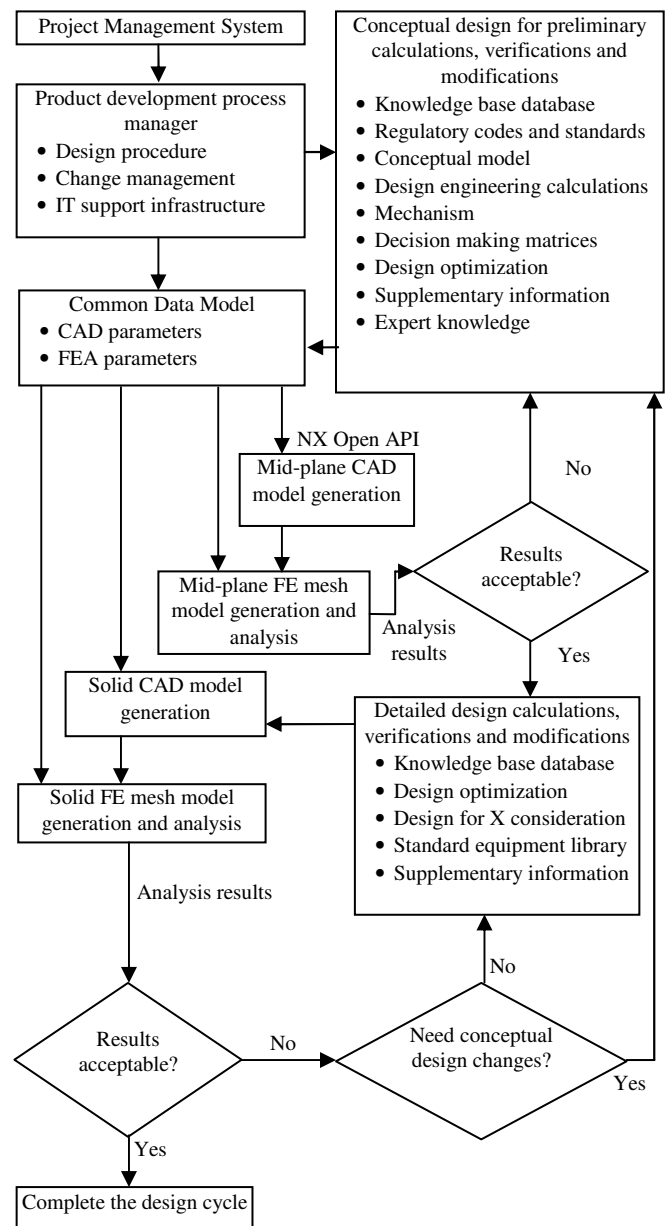 Project Management System
Product development process
manager
• Design procedure
• Change management
• IT support infrastructure
Conceptual design for preliminary
calculations, verifications and
modifications
• Knowledge base database
• Regulatory codes and standards
• Conceptual model
• Design engineering calculations
• Mechanism
• Decision making matrices
• Design optimization
• Supplementary information
• Expert knowledge
Common Data Model
• CAD parameters
• FEA parameters
NX Open API
Mid-plane CAD
model generation
Mid-plane FE mesh
model generation and
analysis
Analysis
results
Results
acceptable?
No
Yes
Solid CAD model
generation
Detailed design calculations,
verifications and modifications
• Knowledge base database
• Design optimization
• Design for X consideration
• Standard equipment library
• Supplementary information
Solid FE mesh model
generation and analysis
Analysis results
Results
acceptable?
No
Need conceptual
design changes?
No
Yes
Yes
Complete the design cycle